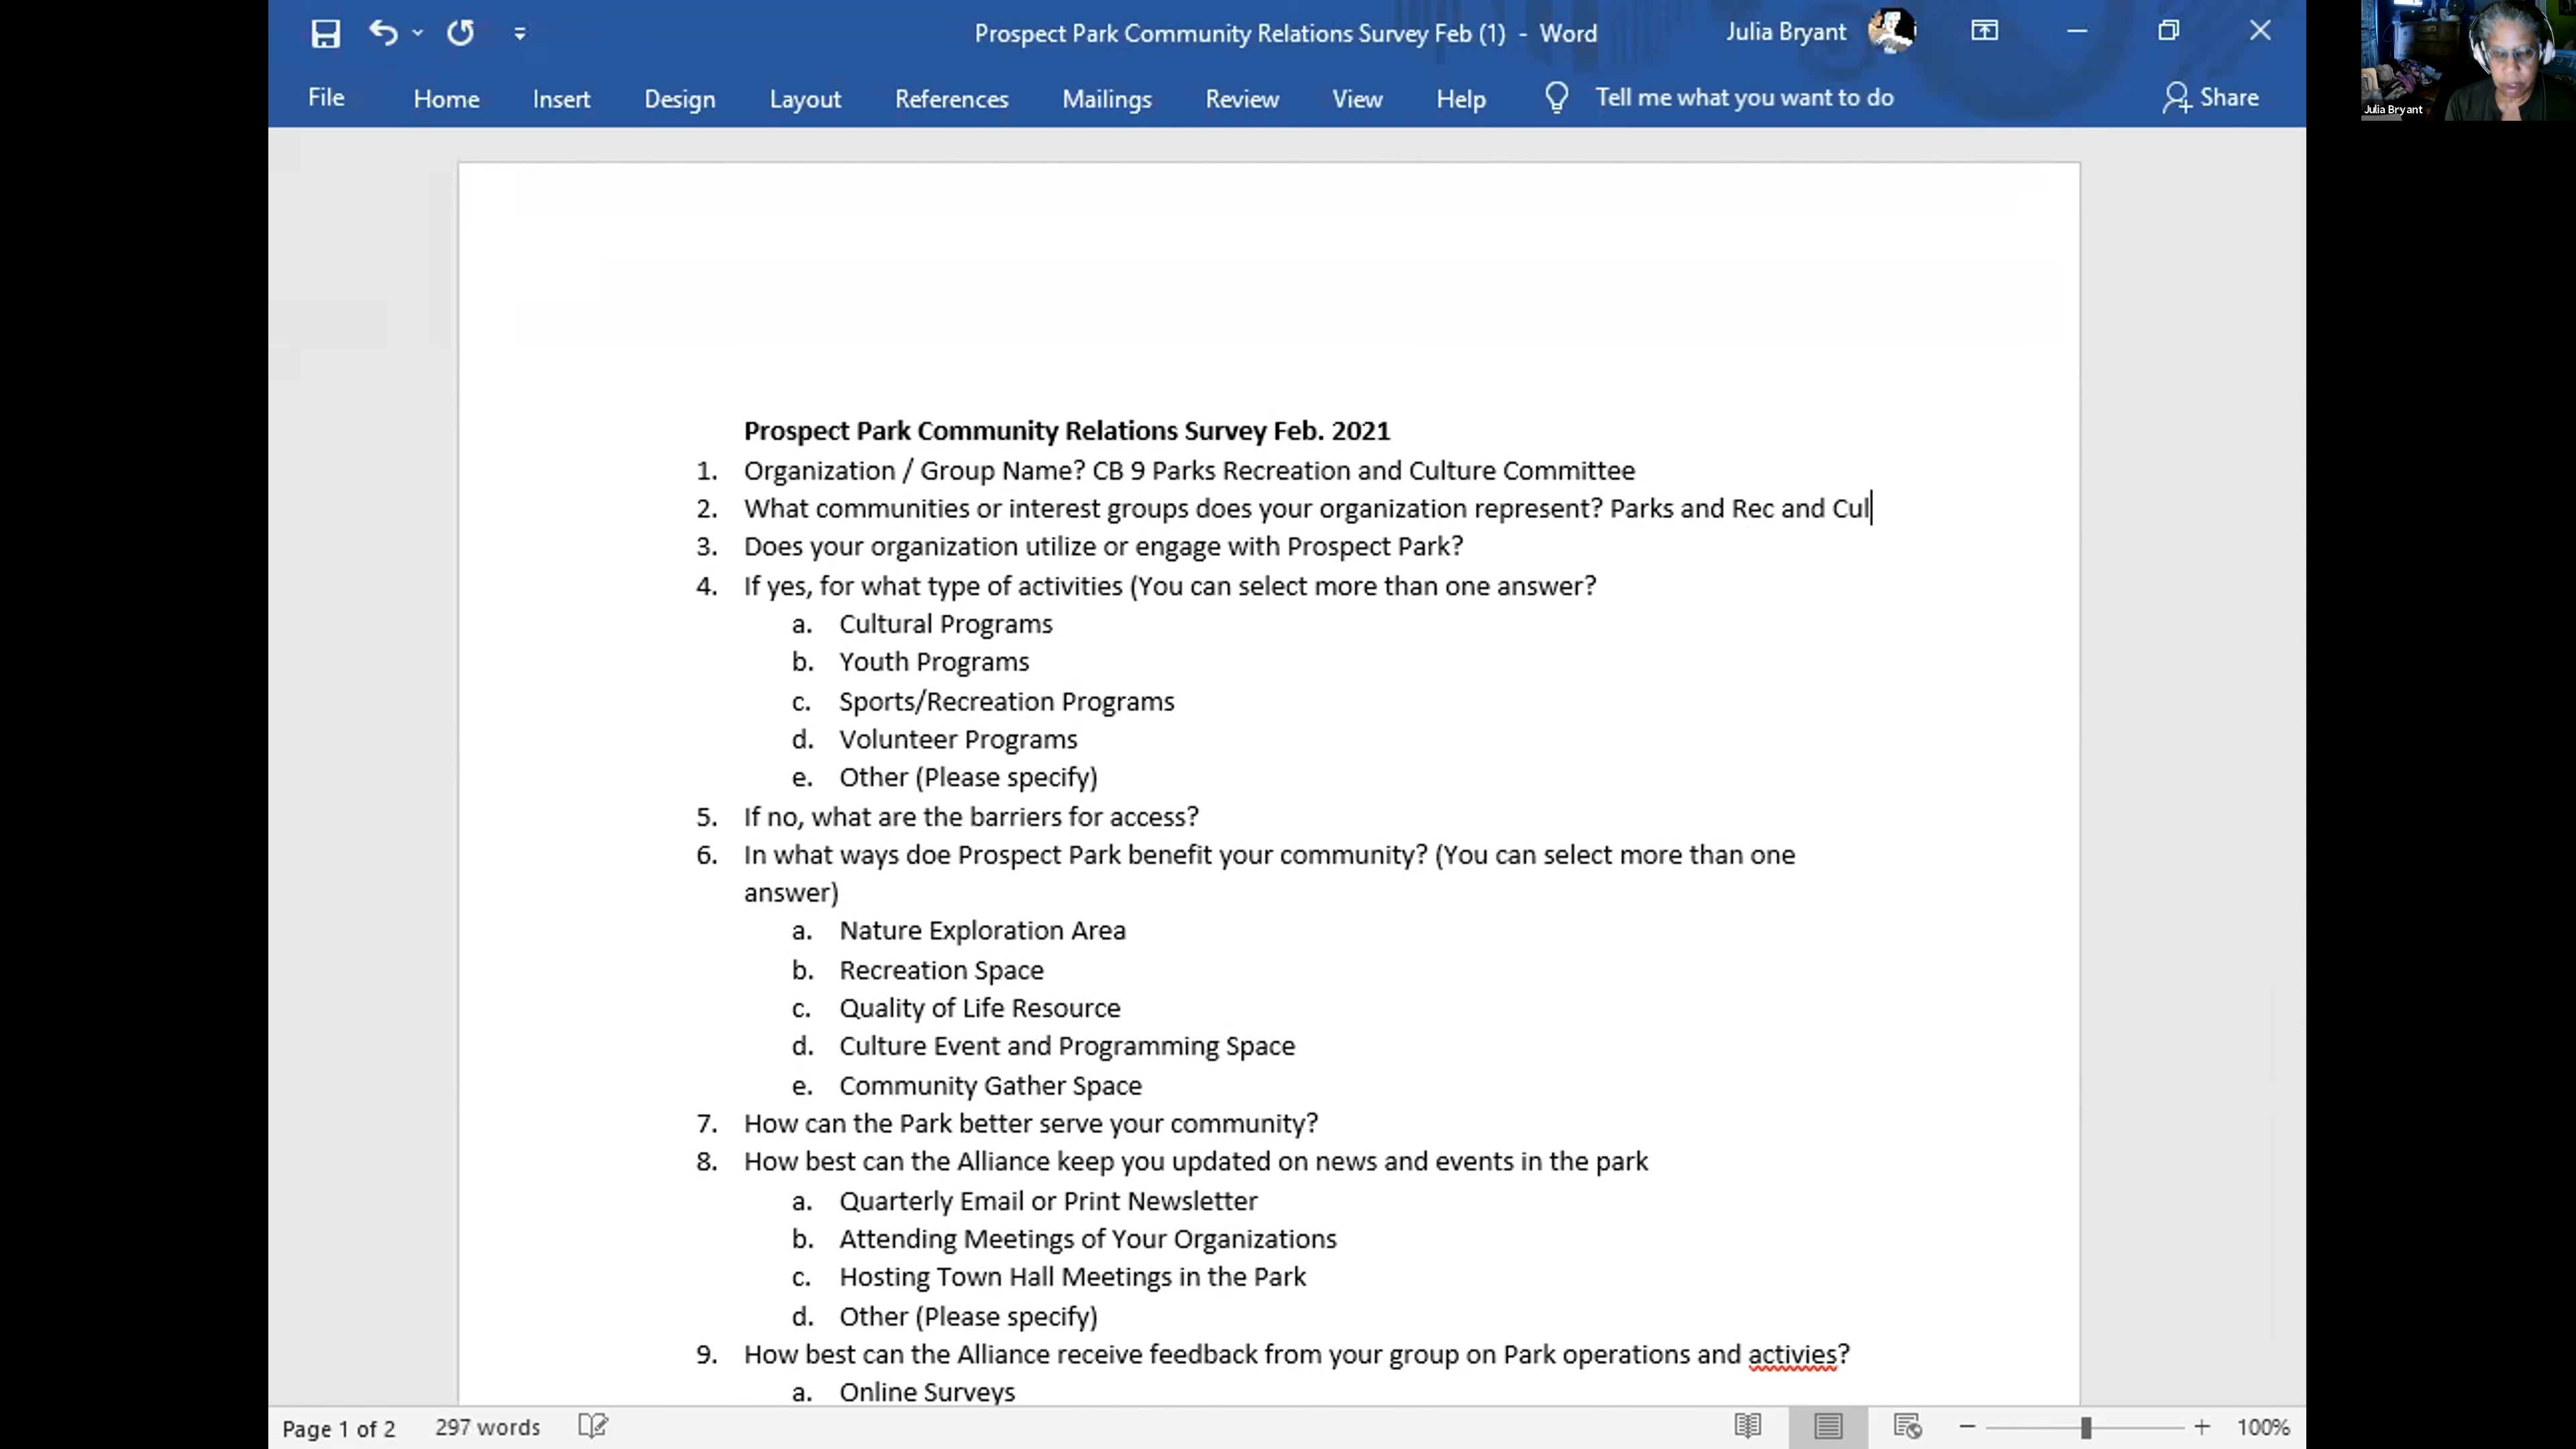 Prospect Park Community Relations Survey Feb (1) - Word
Julia Bryant
File Home Insert Design Layout References Mailings Review View Help Tell me what you want to do Share
Julia Bryant
Prospect Park Community Relations Survey Feb. 2021
1. Organization / Group Name? CB 9 Parks Recreation and Culture Committee
2. What communities or interest groups does your organization represent? Parks and Rec and Cul
3. Does your organization utilize or engage with Prospect Park?
4. If yes, for what type of activities (You can select more than one answer?
a. Cultural Programs
b. Youth Programs
c. Sports/Recreation Programs
d. Volunteer Programs
e. Other (Please specify)
5. If no, what are the barriers for access?
6. In what ways doe Prospect Park benefit your community? (You can select more than one
answer)
a. Nature Exploration Area
b. Recreation Space
c. Quality of Life Resource
d. Culture Event and Programming Space
e. Community Gather Space
7. How can the Park better serve your community?
8. How best can the Alliance keep you updated on news and events in the park
a. Quarterly Email or Print Newsletter
b. Attending Meetings of Your Organizations
c. Hosting Town Hall Meetings in the Park
d. Other (Please specify)
9. How best can the Alliance receive feedback from your group on Park operations and activies?
a. Online Surveys
Page 1 of 2 297 words 100%